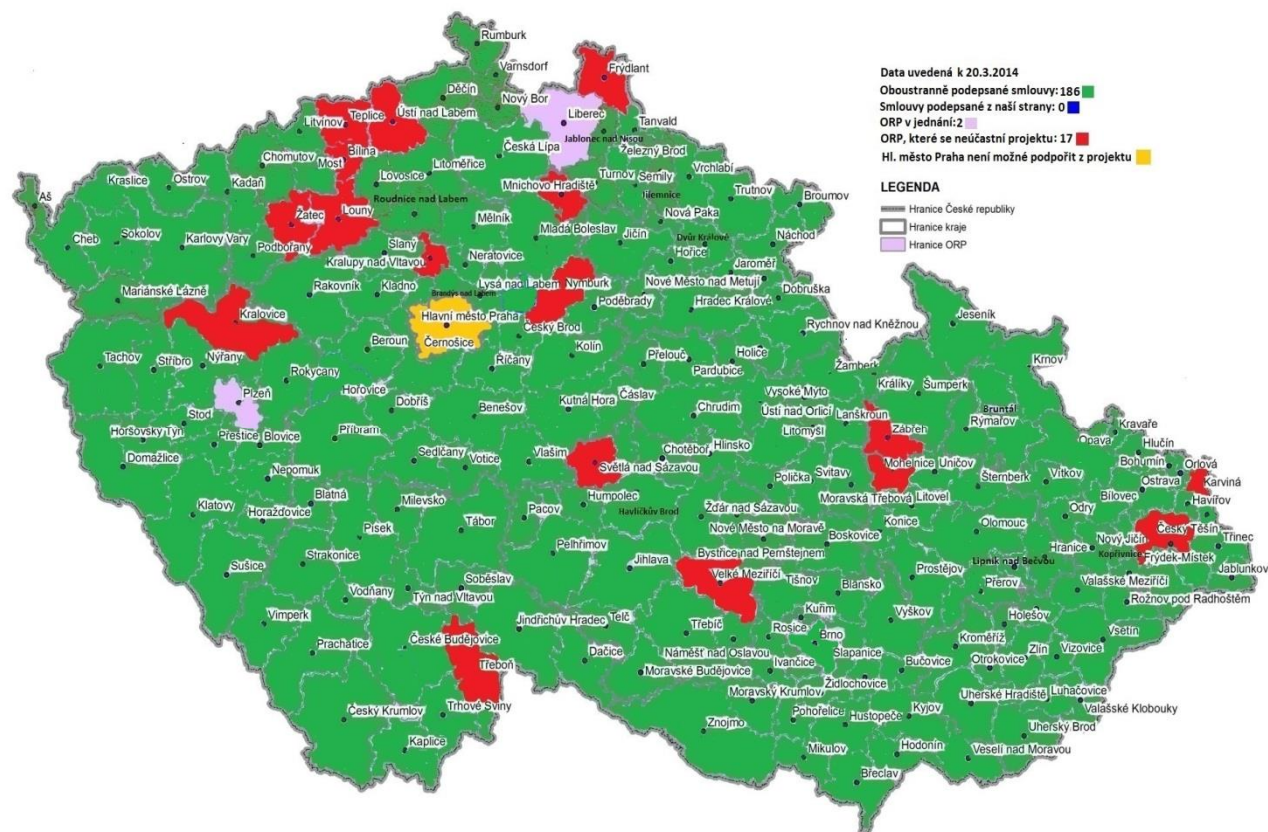 Data uvedená k 20.3.2014
Oboustranně podepsané smlouvy: 186
Smlouvy podepsané z naší strany: 0
ORP v jednání: 2
ORP, které se neúčastní projektu: 17
Hl. město Praha není možné podpořit z projektu
LEGENDA
Hranice České republiky
Hranice kraje
Hranice ORP
Rumburk
Varnsdorf
Frýdlant
Děčín
Nový Bor
Liberec
Teplice
Ústí nad Labem
Litvínov
Jablonec nad Nisou
Tanvald
Železný Brod
Česká Lípa
Bílina
Most
Chomutov
Litoměřice
Lovosice
Turnov
Semily
Vrchlabí
Mnichovo Hradiště
Jilemnice
Trutnov
Broumov
Kraslice
Ostrov
Kadaň
Aš
Roudnice nad Labem
Žatec
Louny
Mělník
Mladá Boleslav
Jičín
Nová Paka
Dvůr Králové
Hořice
Náchod
Cheb
Sokolov
Karlovy Vary
Podbořany
Slaný
Kralupy nad Vltavou
Neratovice
Jaroměř
Nové Město nad Metují
Dobruška
Mariánské Lázně
Rakovník
Kladno
Brandýs nad Labem
Lysá nad Labem
Nymburk
Poděbrady
Hradec Králové
Kralovice
Hlavní město Praha
Černošice
Český Brod
Beroun
Říčany
Kolín
Rychnov nad Kněžnou
Jeseník
Tachov
Stříbro
Nýřany
Rokycany
Hořovice
Přelouč
Pardubice
Holice
Žamberk
Králíky
Šumperk
Krnov
Plzeň
Stod
Dobříš
Benešov
Kutná Hora
Čáslav
Chrudim
Vysoké Mýto
Ústí nad Orlicí
Lanškroun
Litomyšl
Bruntál
Rýmařov
Horšovský Týn
Přeštice
Blovice
Příbram
Domažlice
Nepomuk
Sedlčany
Votice
Vlašim
Světlá nad Sázavou
Chotěboř
Hlinsko
Polička
Svitavy
Zábřeh
Mohelnice
Uničov
Šternberk
Vítkov
Opava
Kravaře
Hlučín
Bohumín
Orlová
Karviná
Ostrava
Havířov
Bílovec
Klatovy
Horažďovice
Blatná
Milevsko
Písek
Tábor
Pacov
Humpolec
Havlíčkův Brod
Žďár nad Sázavou
Moravská Třebová
Litovel
Konice
Olomouc
Odry
Nový Jičín
Český Těšín
Třinec
Frýdek-Místek
Kopřivnice
Jablunkov
Hranice
Lipník nad Bečvou
Strakonice
Sušice
Pelhřimov
Jihlava
Nové Město na Moravě
Bystřice nad Pernštejnem
Boskovice
Velké Meziříčí
Tišnov
Blansko
Prostějov
Přerov
Valašské Meziříčí
Rožnov pod Radhoštěm
Vodňany
Týn nad Vltavou
Soběslav
Vimperk
Prachatice
České Budějovice
Jindřichův Hradec
Telč
Dačice
Třebíč
Náměšť nad Oslavou
Kuřim
Rosice
Brno
Šlapanice
Vyškov
Holešov
Kroměříž
Zlín
Vsetín
Vizovice
Otrokovice
Bučovice
Ivančice
Moravské Budějovice
Židlochovice
Třeboň
Trhové Sviny
Český Krumlov
Kaplice
Moravský Krumlov
Pohořelice
Hustopeče
Kyjov
Uherské Hradiště
Luhačovice
Valašské Klobouky
Uherský Brod
Znojmo
Mikulov
Hodonín
Veselí nad Moravou
Břeclav